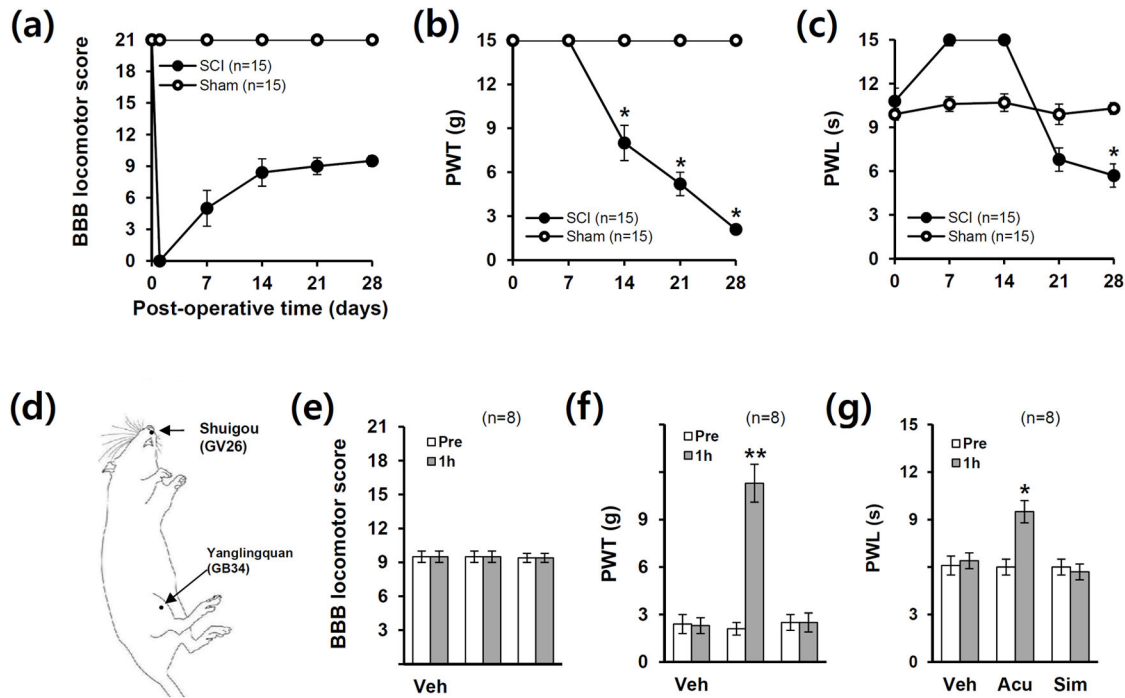 (a)
BBB locomotor score
21
18
15
12
9
6
3
0
SCI (n=15)
Sham (n=15)
0 7 14 21 28
Post-operative time (days)
(b)
PWT (g)
15
12
9
6
3
0
*
*
*
SCI (n=15)
Sham (n=15)
0 7 14 21 28
(c)
PWL (s)
15
12
9
6
3
0
*
SCI (n=15)
Sham (n=15)
0 7 14 21 28
(d)
Shuigou
(GV26)
Yanglingquan
(GB34)
(e)
BBB locomotor score
21
18
15
12
9
6
3
(n=8)
Pre
1h
Veh
(f)
PWT (g)
12
9
6
3
0
(n=8)
Pre
1h
**
Veh
(g)
PWL (s)
15
12
9
6
3
0
(n=8)
Pre
1h
*
Veh Acu Sim